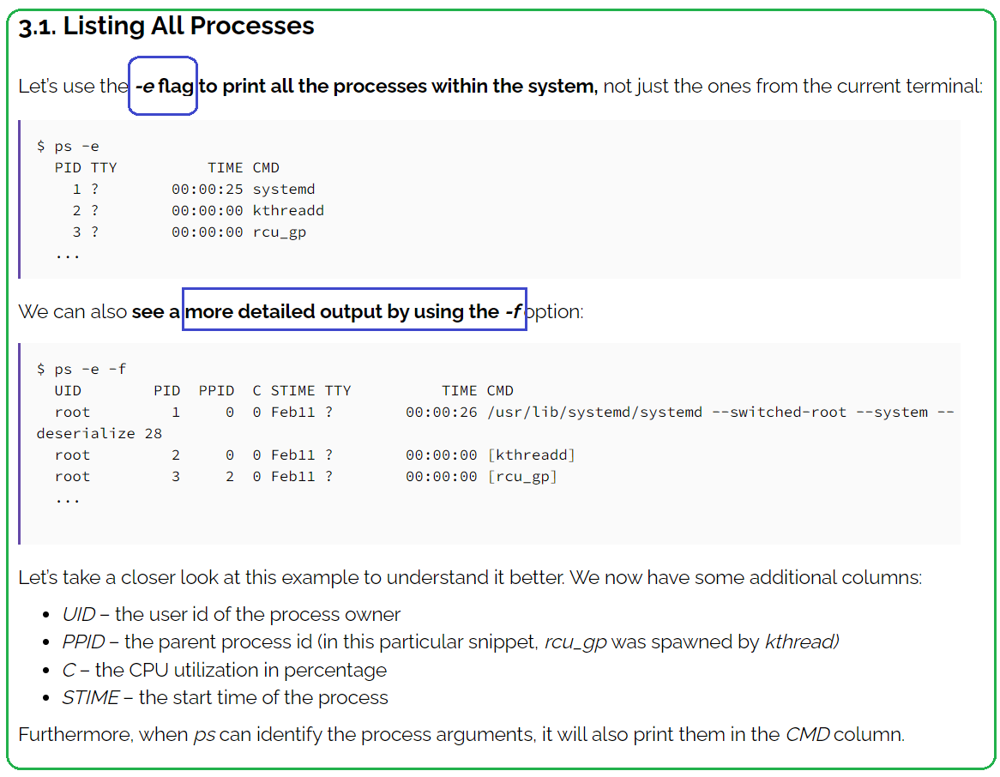 3.1. Listing All Processes
Let's use the -e flag to print all the processes within the system, not just the ones from the current terminal:
$ ps -e
PID TTY TIME CMD
1 ? 00:00:25 systemd
2 ? 00:00:00 kthreadd
3 ? 00:00:00 rcu_gp
...
We can also see a more detailed output by using the -f option:
$ ps -e -f
UID PID PPID C STIME TTY TIME CMD
root 1 0 0 Feb11 ? 00:00:26 /usr/lib/systemd/systemd --switched-root --system --
deserialize 28
root 2 0 0 Feb11 ? 00:00:00 [kthreadd]
root 3 2 0 Feb11 ? 00:00:00 [rcu_gp]
...
Let's take a closer look at this example to understand it better. We now have some additional columns:
• UID – the user id of the process owner
• PPID – the parent process id (in this particular snippet, rcu_gp was spawned by kthread)
• C – the CPU utilization in percentage
• STIME – the start time of the process
Furthermore, when ps can identify the process arguments, it will also print them in the CMD column.